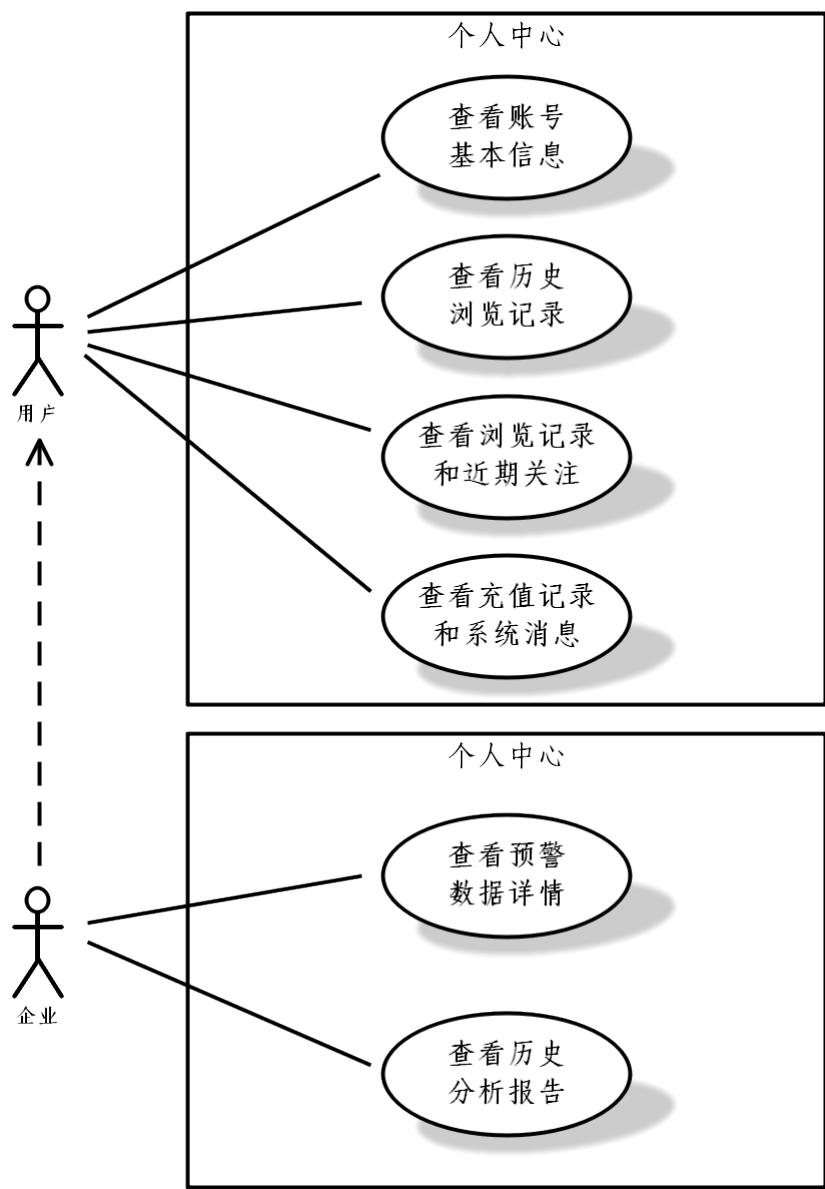 个人中心
查看账号
基本信息
查看历史
浏览记录
用户
查看浏览记录
和近期关注
查看充值记录
和系统消息
个人中心
查看预警
数据详情
企业
查看历史
分析报告